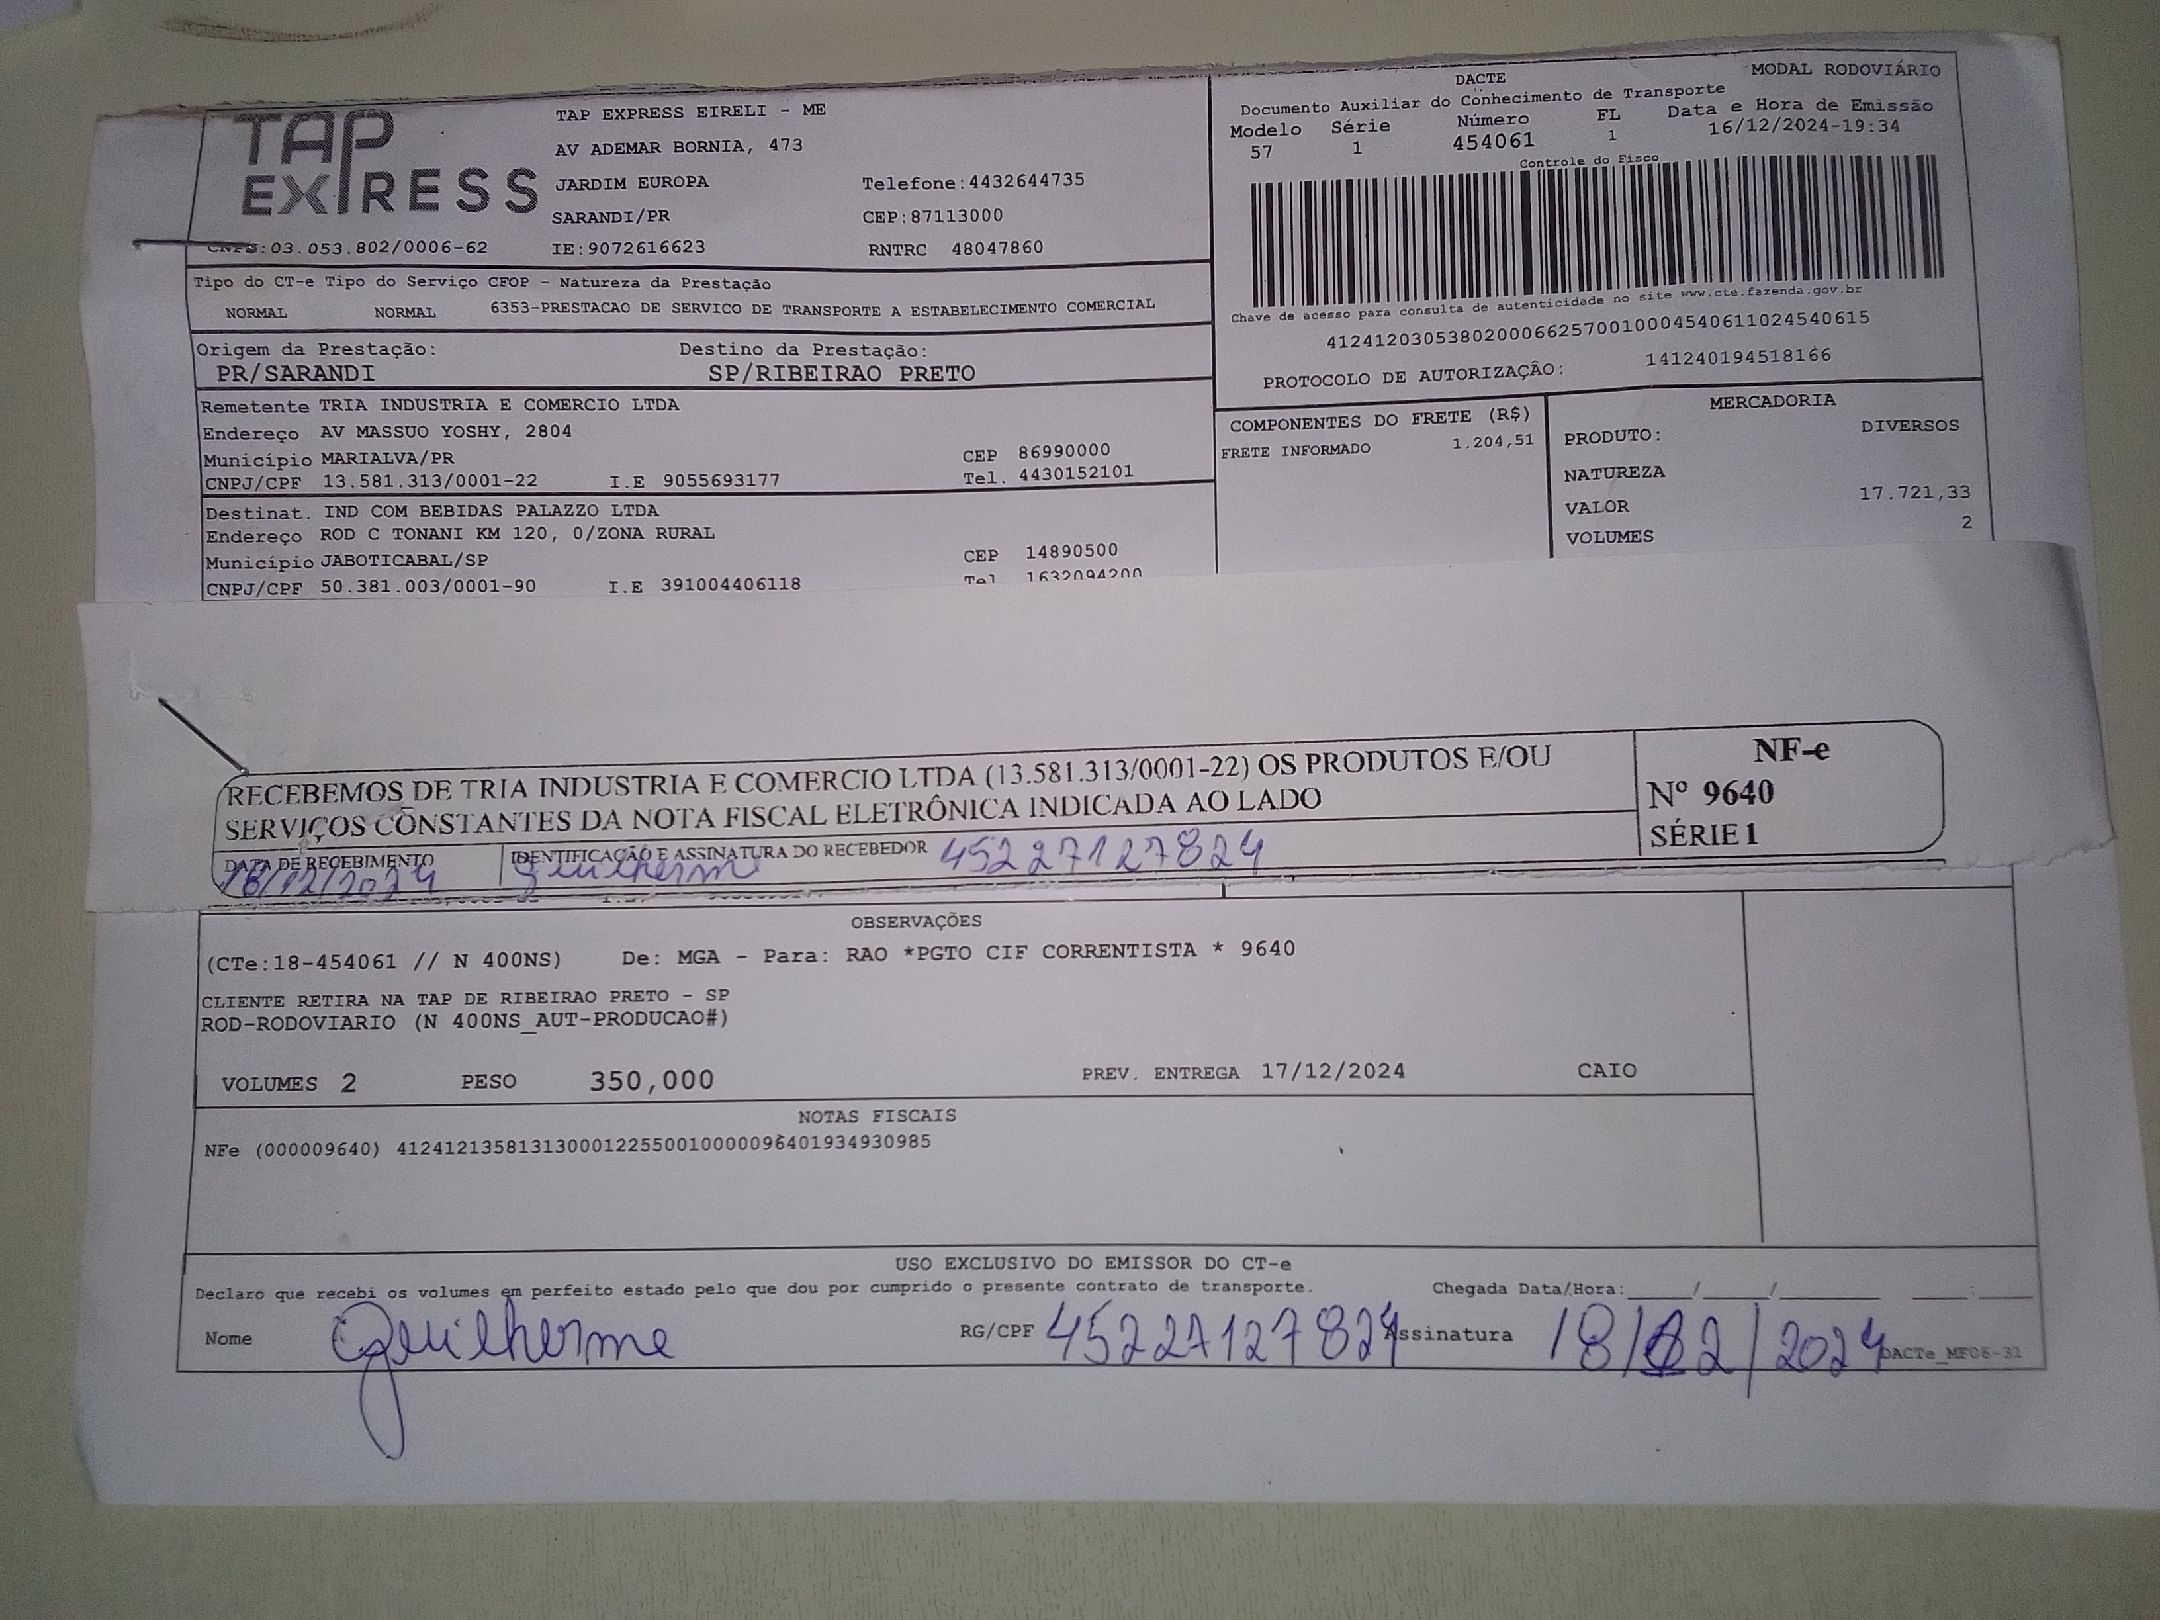 TAP EXPRESS
TAP EXPRESS EIRELI - ME
AV ADEMAR BORNIA, 473
JARDIM EUROPA Telefone:4432644735
SARANDI/PR CEP:87113000
CNPJ:03.053.802/0006-62 IE:9072616623 RNTRC 48047860
DACTE MODAL RODOVIÁRIO
Documento Auxiliar do Conhecimento de Transporte
Modelo Série Número FL Data e Hora de Emissão
57 1 454061 1 16/12/2024-19:34
Controle do Fisco
Chave de acesso para consulta de autenticidade no site www.cte.fazenda.gov.br
41241203053802000662570010004540611024540615
PROTOCOLO DE AUTORIZAÇÃO: 141240194518166
Tipo do CT-e Tipo do Serviço CFOP - Natureza da Prestação
NORMAL NORMAL 6353-PRESTACAO DE SERVICO DE TRANSPORTE A ESTABELECIMENTO COMERCIAL
Origem da Prestação: Destino da Prestação:
PR/SARANDI SP/RIBEIRAO PRETO
Remetente TRIA INDUSTRIA E COMERCIO LTDA
Endereço AV MASSUO YOSHY, 2804
Município MARIALVA/PR CEP 86990000
CNPJ/CPF 13.581.313/0001-22 I.E 9055693177 Tel. 4430152101
Destinat. IND COM BEBIDAS PALAZZO LTDA
Endereço ROD C TONANI KM 120, 0/ZONA RURAL
Município JABOTICABAL/SP CEP 14890500
CNPJ/CPF 50.381.003/0001-90 I.E 391004406118 Tel 1632094200
COMPONENTES DO FRETE (R$)
FRETE INFORMADO 1.204,51
MERCADORIA
PRODUTO: DIVERSOS
NATUREZA
VALOR 17.721,33
VOLUMES 2
RECEBEMOS DE TRIA INDUSTRIA E COMERCIO LTDA (13.581.313/0001-22) OS PRODUTOS E/OU
SERVIÇOS CONSTANTES DA NOTA FISCAL ELETRÔNICA INDICADA AO LADO
NF-e
Nº 9640
SÉRIE 1
DATA DE RECEBIMENTO IDENTIFICAÇÃO E ASSINATURA DO RECEBEDOR 45227127824
18/12/2024 Guilherme
OBSERVAÇÕES
(CTe:18-454061 // N 400NS) De: MGA - Para: RAO *PGTO CIF CORRENTISTA * 9640
CLIENTE RETIRA NA TAP DE RIBEIRAO PRETO - SP
ROD-RODOVIARIO (N 400NS_AUT-PRODUCAO#)
VOLUMES 2 PESO 350,000 PREV. ENTREGA 17/12/2024 CAIO
NOTAS FISCAIS
NFe (000009640) 41241213581313000122550010000096401934930985
USO EXCLUSIVO DO EMISSOR DO CT-e
Declaro que recebi os volumes em perfeito estado pelo que dou por cumprido o presente contrato de transporte. Chegada Data/Hora:____/____/______ ____:____
Nome Guilherme RG/CPF 45227127824 Assinatura 18/12/2024 DACTe_MF06-31